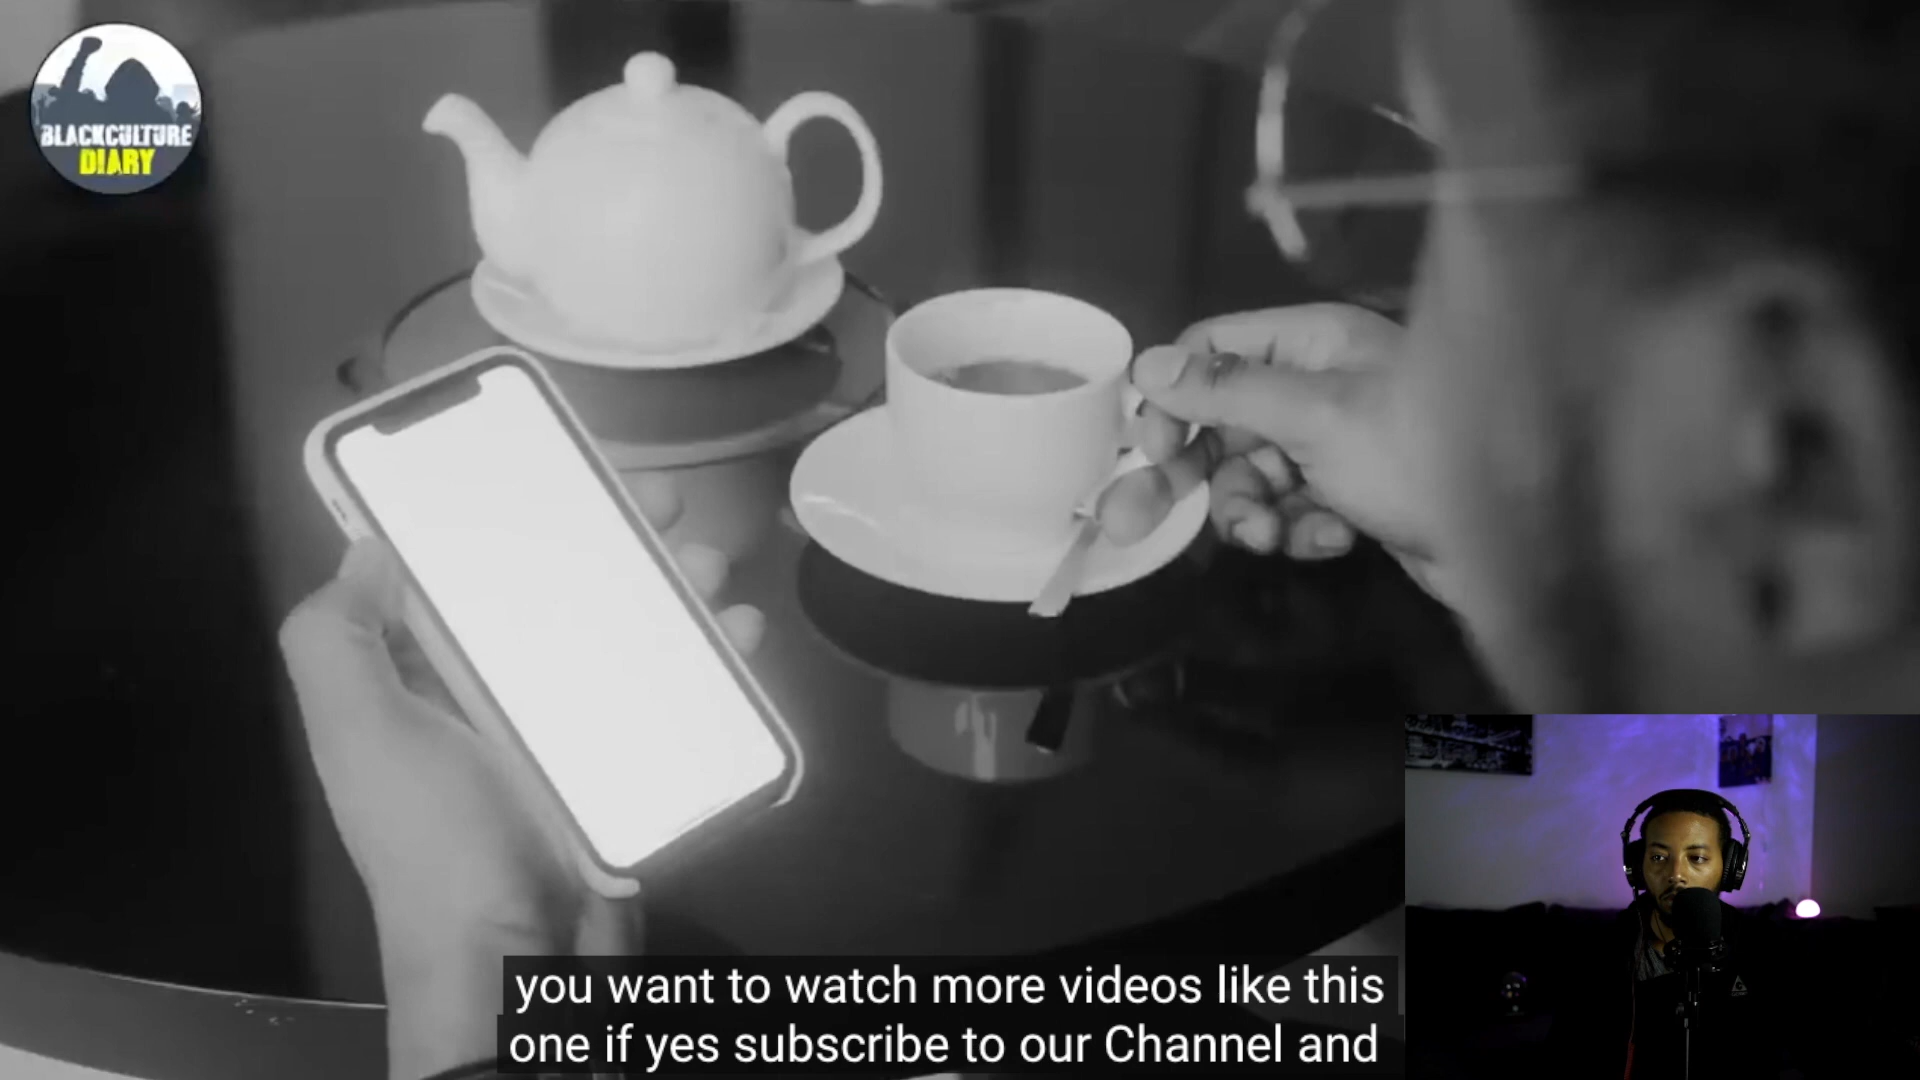 BLACKCULTURE
DIARY
you want to watch more videos like this
one if yes subscribe to our Channel and